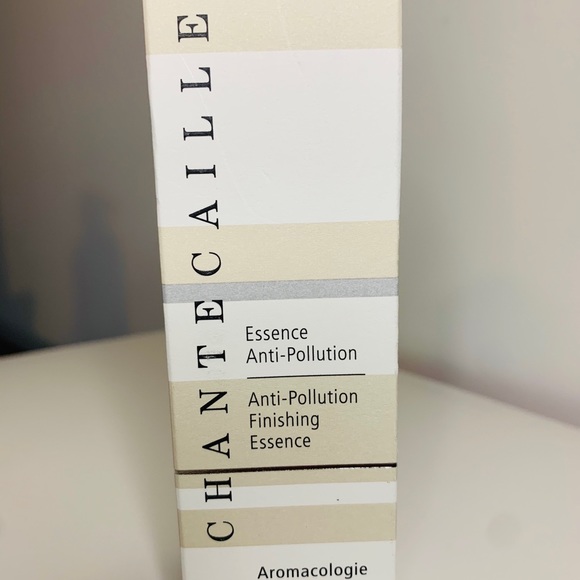 CHANTECAILLE
Essence
Anti-Pollution
Anti-Pollution
Finishing
Essence
Aromacologie